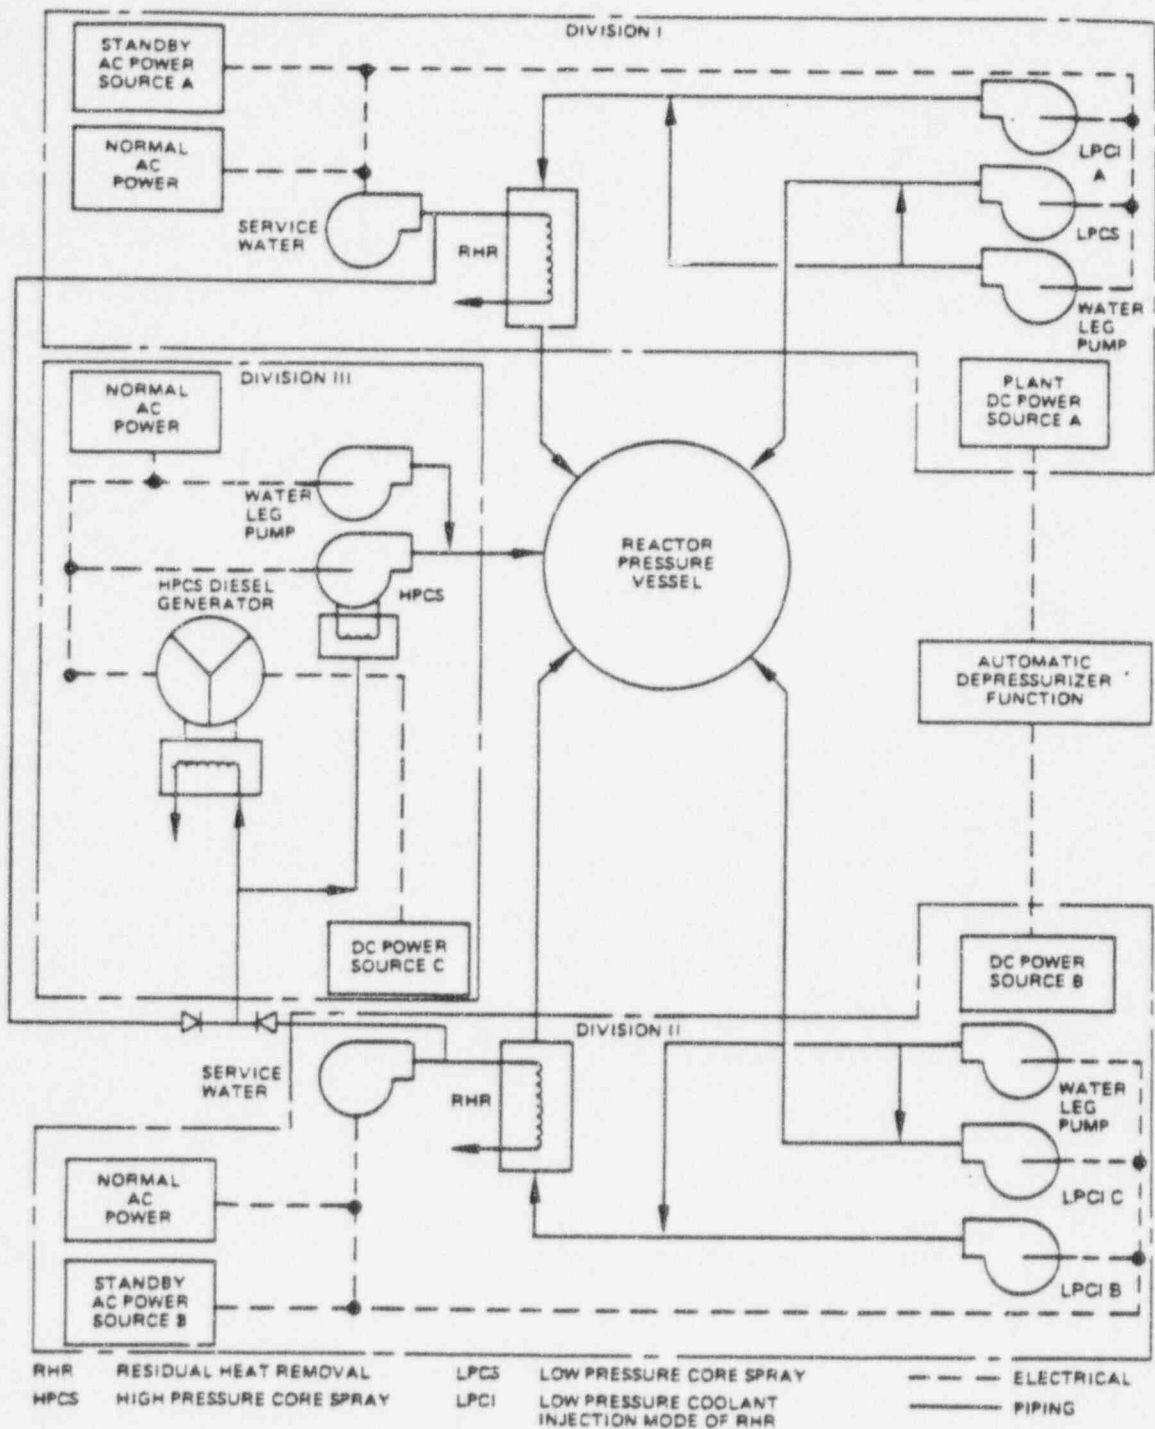 DIVISION I
STANDBY
AC POWER
SOURCE A
NORMAL
AC
POWER
SERVICE
WATER
RHR
LPCI
A
LPCS
WATER
LEG
PUMP
DIVISION III
NORMAL
AC
POWER
WATER
LEG
PUMP
HPCS DIESEL
GENERATOR
HPCS
DC POWER
SOURCE C
REACTOR
PRESSURE
VESSEL
PLANT
DC POWER
SOURCE A
AUTOMATIC
DEPRESSURIZER
FUNCTION
DC POWER
SOURCE B
DIVISION II
SERVICE
WATER
RHR
WATER
LEG
PUMP
LPCI C
LPCI B
NORMAL
AC
POWER
STANDBY
AC POWER
SOURCE B
RHR RESIDUAL HEAT REMOVAL
HPCS HIGH PRESSURE CORE SPRAY
LPCS LOW PRESSURE CORE SPRAY
LPCI LOW PRESSURE COOLANT
INJECTION MODE OF RHR
ELECTRICAL
PIPING